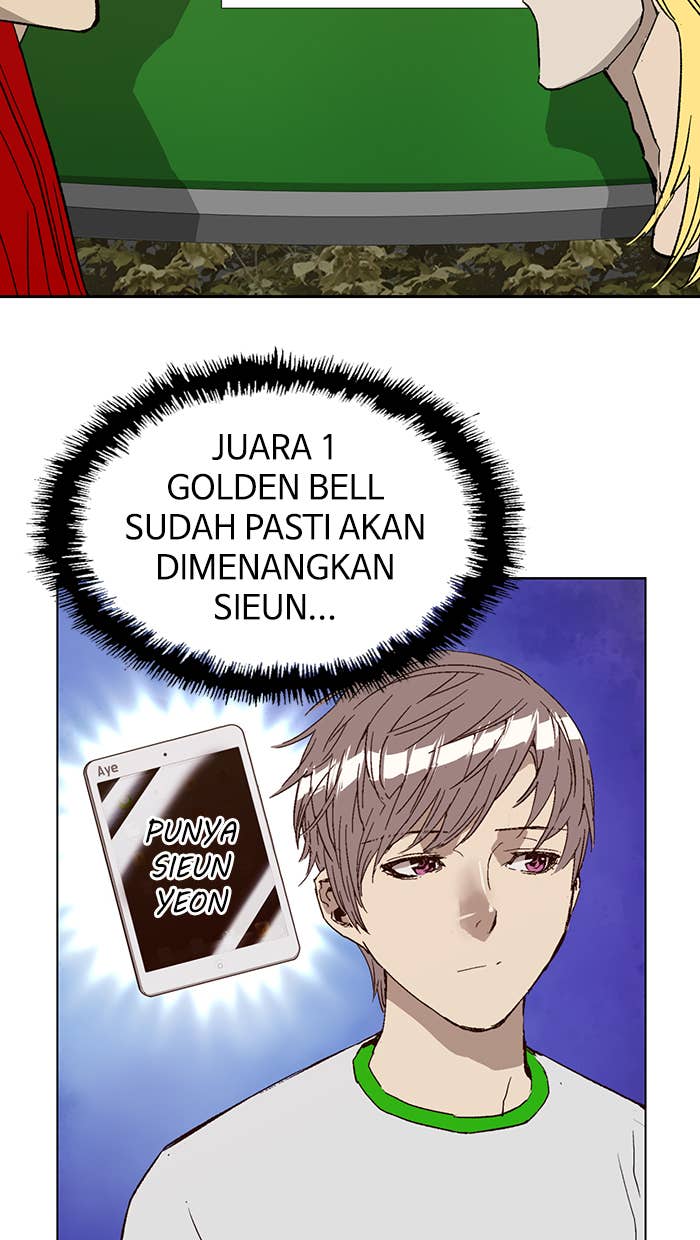 JUARA 1
GOLDEN BELL
SUDAH PASTI AKAN
DIMENANGKAN
SIEUN...
Aye
PUNYA
SIEUN
YEON